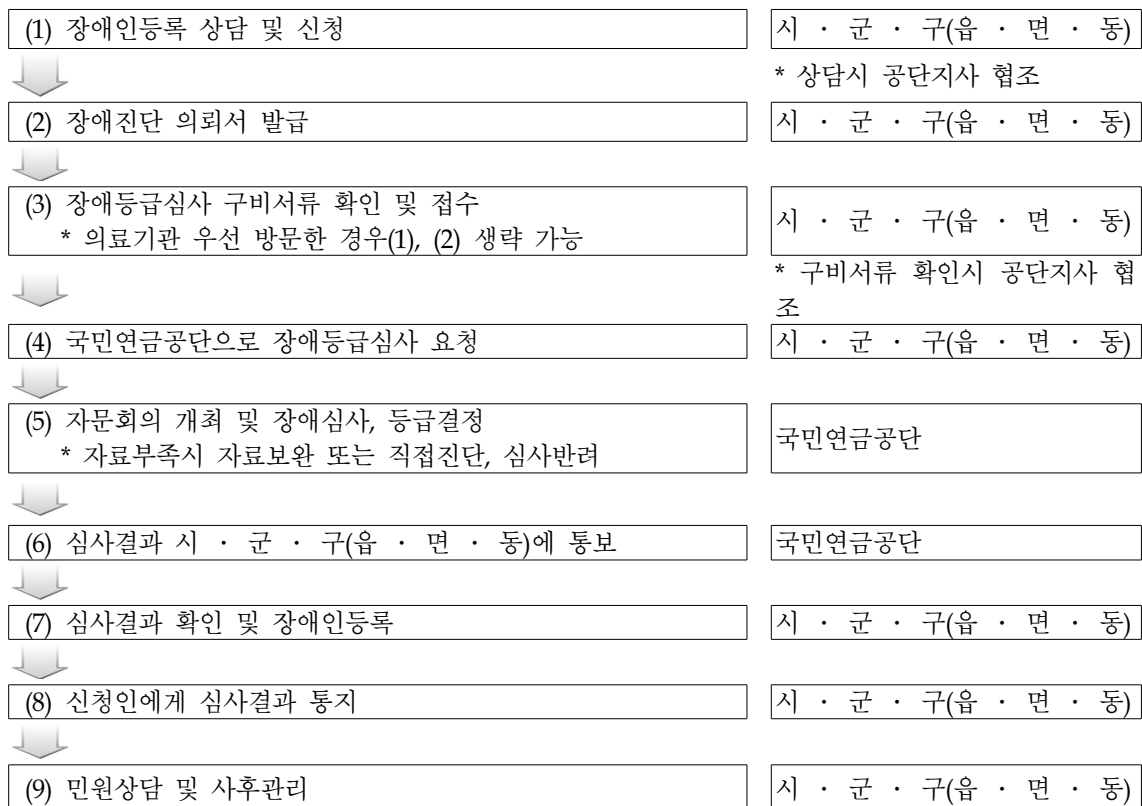 (1) 장애인등록 상담 및 신청
시 · 군 · 구(읍 · 면 · 동)
* 상담시 공단지사 협조
(2) 장애진단 의뢰서 발급
시 · 군 · 구(읍 · 면 · 동)
(3) 장애등급심사 구비서류 확인 및 접수
* 의료기관 우선 방문한 경우(1), (2) 생략 가능
시 · 군 · 구(읍 · 면 · 동)
* 구비서류 확인시 공단지사 협
조
(4) 국민연금공단으로 장애등급심사 요청
시 · 군 · 구(읍 · 면 · 동)
(5) 자문회의 개최 및 장애심사, 등급결정
* 자료부족시 자료보완 또는 직접진단, 심사반려
국민연금공단
(6) 심사결과 시 · 군 · 구(읍 · 면 · 동)에 통보
국민연금공단
(7) 심사결과 확인 및 장애인등록
시 · 군 · 구(읍 · 면 · 동)
(8) 신청인에게 심사결과 통지
시 · 군 · 구(읍 · 면 · 동)
(9) 민원상담 및 사후관리
시 · 군 · 구(읍 · 면 · 동)